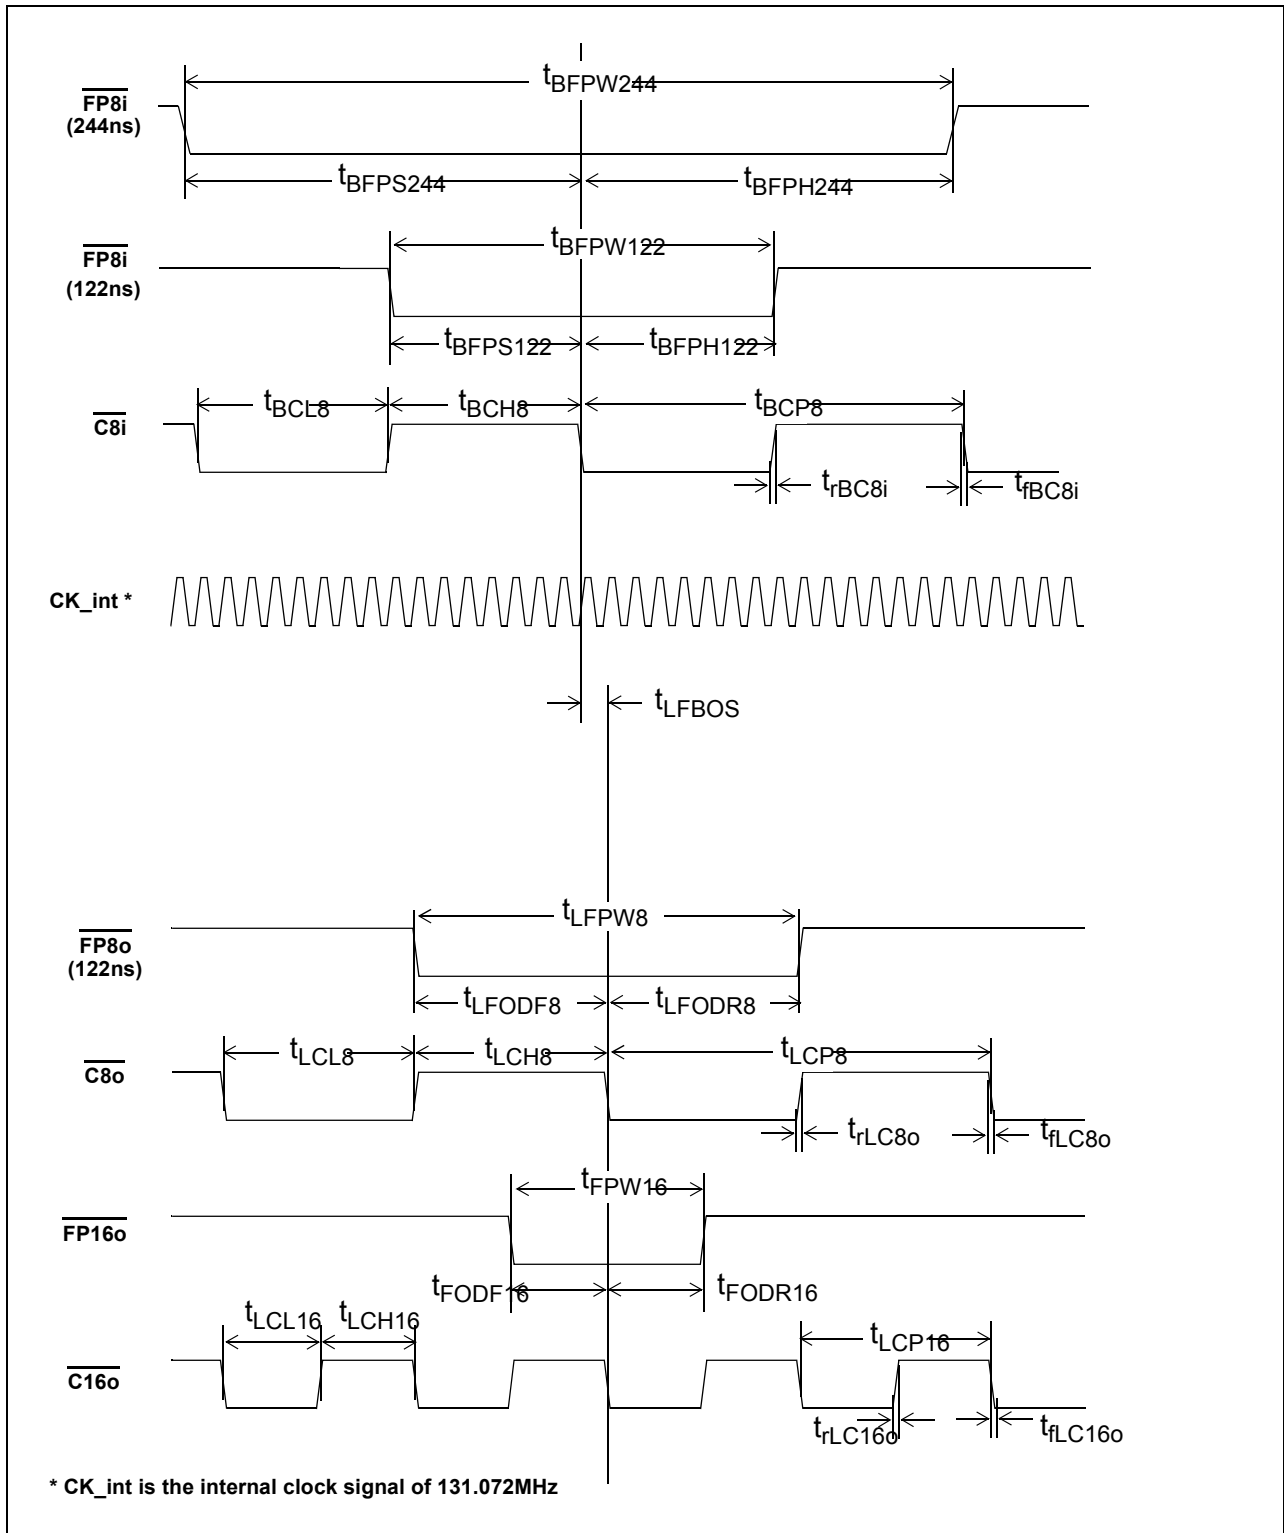 tBFPW244
FP8i
(244ns)
tBFPS244 tBFPH244
tBFPW122
FP8i
(122ns)
tBFPS122 tBFPH122
tBCL8 tBCH8 tBCP8
C8i
trBC8i tfBC8i
CK_int *
tLFBOS
tLFPW8
FP8o
(122ns)
tLFODF8 tLFODR8
tLCL8 tLCH8 tLCP8
C8o
trLC8o tfLC8o
tFPW16
FP16o
tFODF16 tFODR16
tLCL16 tLCH16 tLCP16
C16o
trLC16o tfLC16o
* CK_int is the internal clock signal of 131.072MHz